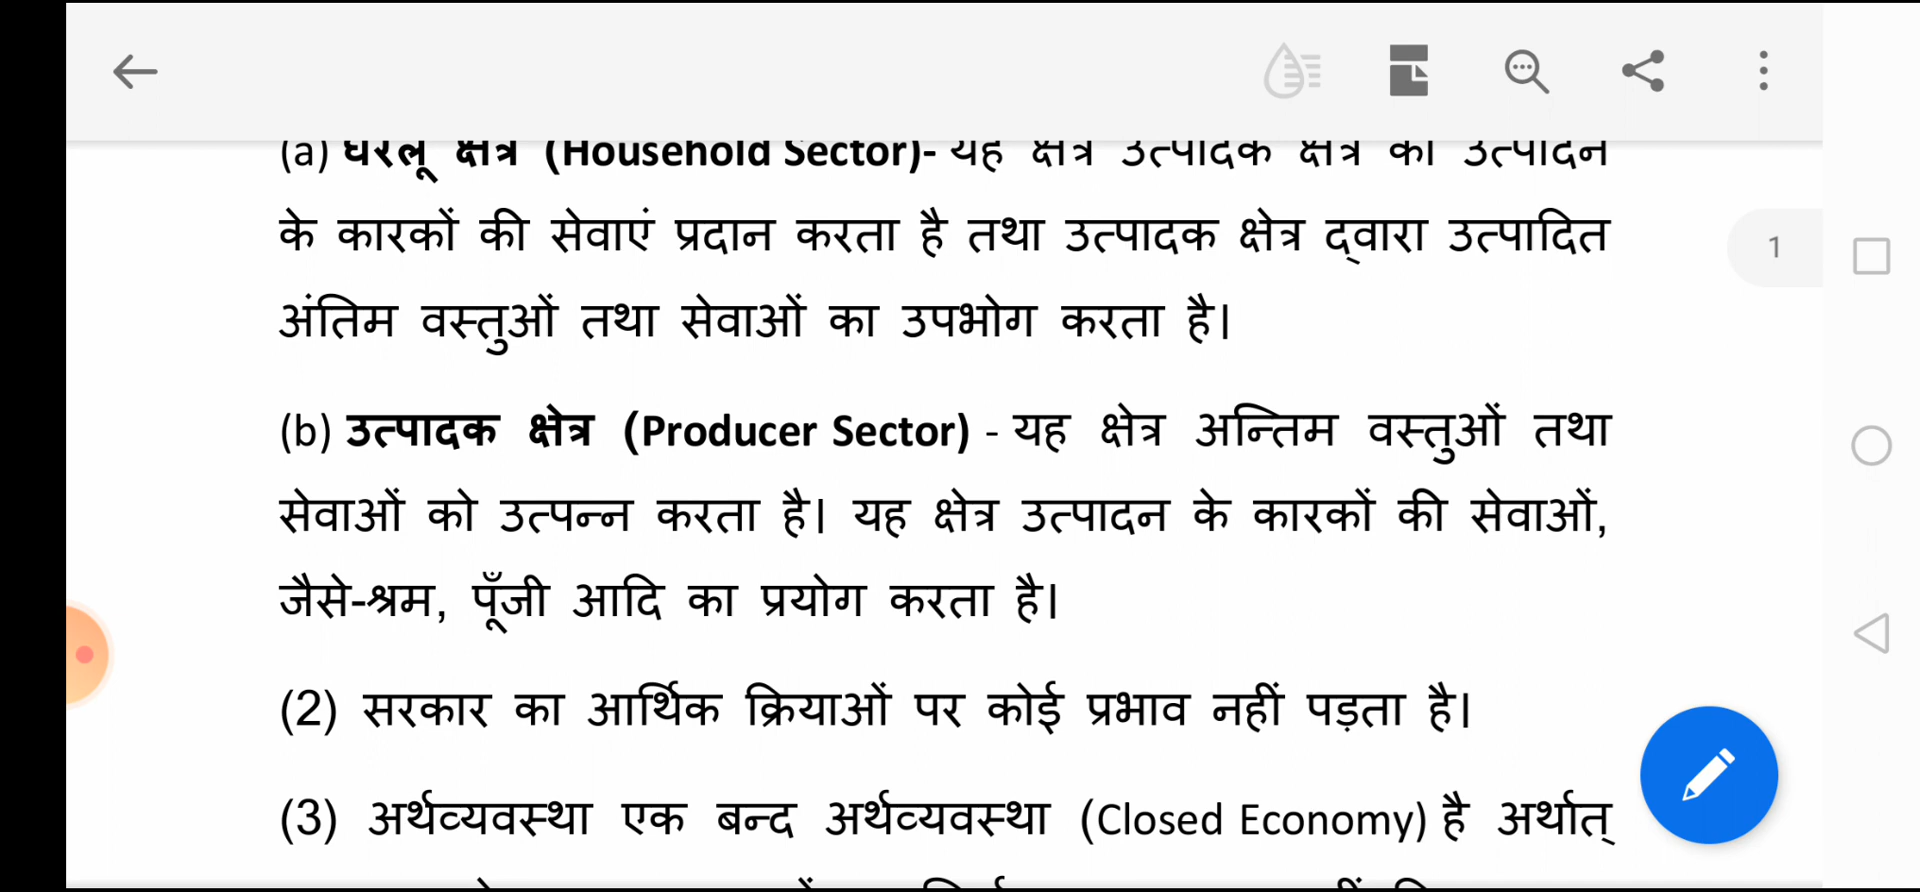 (a) घरेलू क्षेत्र (Household Sector)- यह क्षेत्र उत्पादक क्षेत्र को उत्पादन
के कारकों की सेवाएं प्रदान करता है तथा उत्पादक क्षेत्र द्वारा उत्पादित
1
अंतिम वस्तुओं तथा सेवाओं का उपभोग करता है।
(b) उत्पादक क्षेत्र (Producer Sector) - यह क्षेत्र अन्तिम वस्तुओं तथा
सेवाओं को उत्पन्न करता है। यह क्षेत्र उत्पादन के कारकों की सेवाओं,
जैसे-श्रम, पूँजी आदि का प्रयोग करता है।
(2) सरकार का आर्थिक क्रियाओं पर कोई प्रभाव नहीं पड़ता है।
(3) अर्थव्यवस्था एक बन्द अर्थव्यवस्था (Closed Economy) है अर्थात्